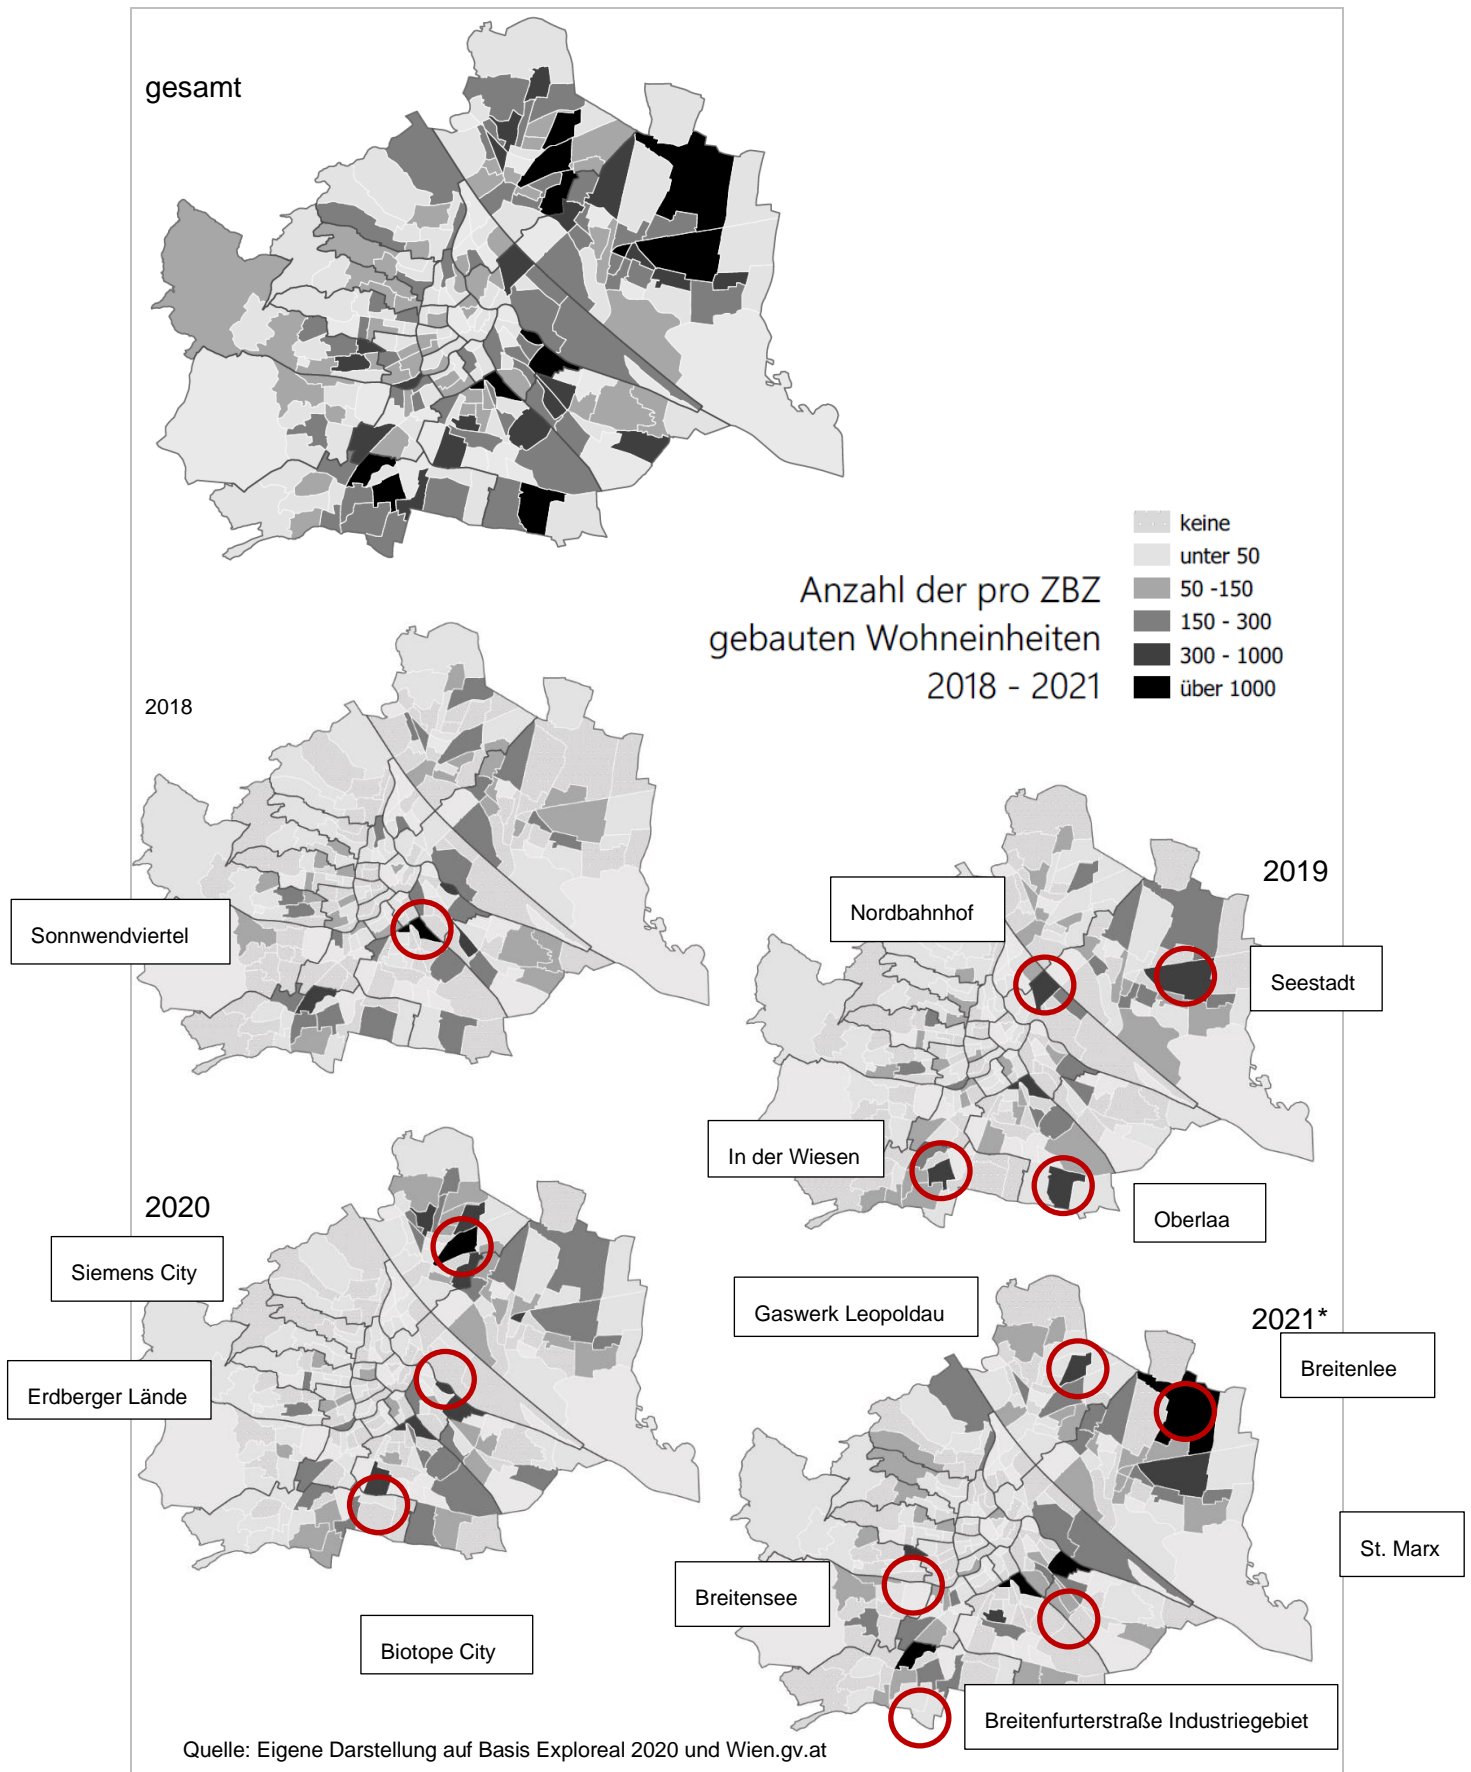 gesamt
keine
unter 50
50 -150
150 - 300
300 - 1000
über 1000
Anzahl der pro ZBZ
gebauten Wohneinheiten
2018 - 2021
2018
Sonnwendviertel
2019
Nordbahnhof
Seestadt
In der Wiesen
Oberlaa
2020
Siemens City
Erdberger Lände
Biotope City
Gaswerk Leopoldau
2021*
Breitenlee
St. Marx
Breitensee
Breitenfurterstraße Industriegebiet
Quelle: Eigene Darstellung auf Basis Exploreal 2020 und Wien.gv.at